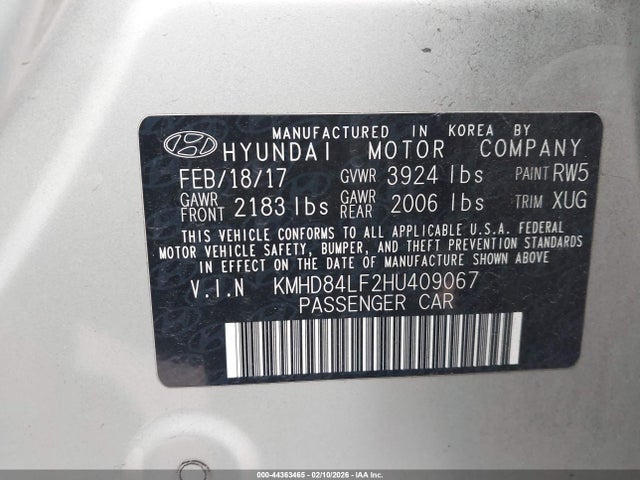 MANUFACTURED IN KOREA BY
HYUNDAI MOTOR COMPANY
FEB/18/17 GVWR 3924 lbs PAINT RW5
GAWR FRONT 2183 lbs GAWR REAR 2006 lbs TRIM XUG
THIS VEHICLE CONFORMS TO ALL APPLICABLE U.S.A. FEDERAL
MOTOR VEHICLE SAFETY, BUMPER, AND THEFT PREVENTION STANDARDS
IN EFFECT ON THE DATE OF MANUFACTURE SHOWN ABOVE.
V.I.N KMHD84LF2HU409067
PASSENGER CAR
000-44363465 - 02/10/2026 - IAA Inc.